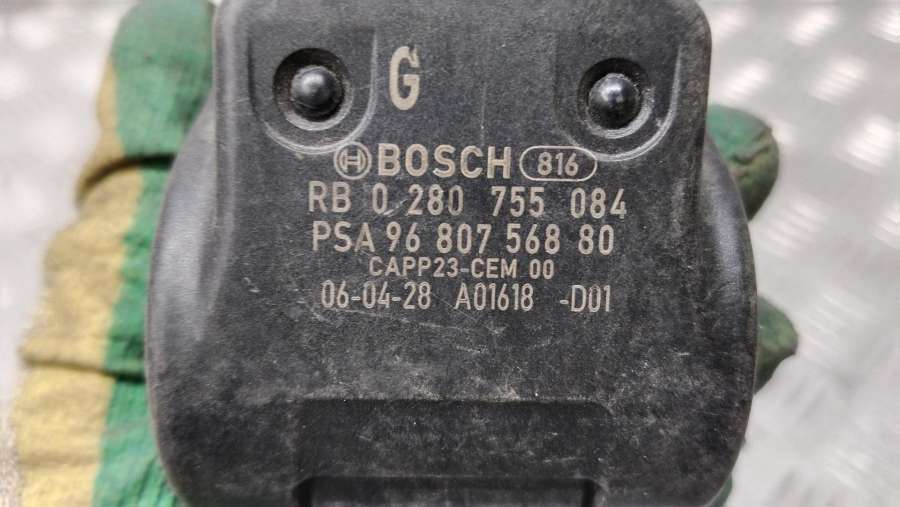 G
BOSCH 816
RB 0 280 755 084
PSA 96 807 568 80
CAPP23-CEM 00
06-04-28 A01618 -D01